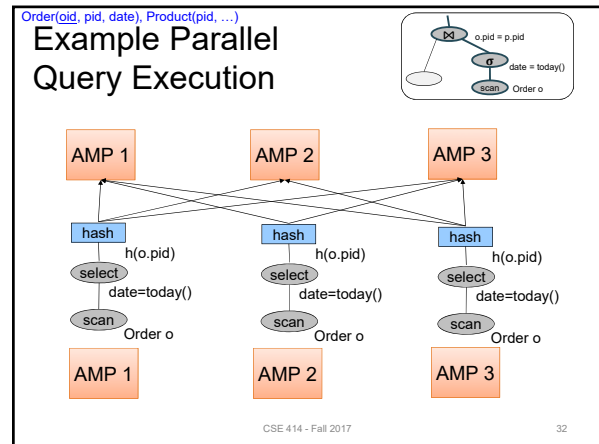 Order(oid, pid, date), Product(pid, …)
Example Parallel
Query Execution
⋈
o.pid = p.pid
σ
date = today()
scan
Order o
AMP 1
AMP 2
AMP 3
hash
hash
hash
h(o.pid)
h(o.pid)
h(o.pid)
select
select
select
date=today()
date=today()
date=today()
scan
scan
scan
Order o
Order o
Order o
AMP 1
AMP 2
AMP 3
CSE 414 - Fall 2017
32